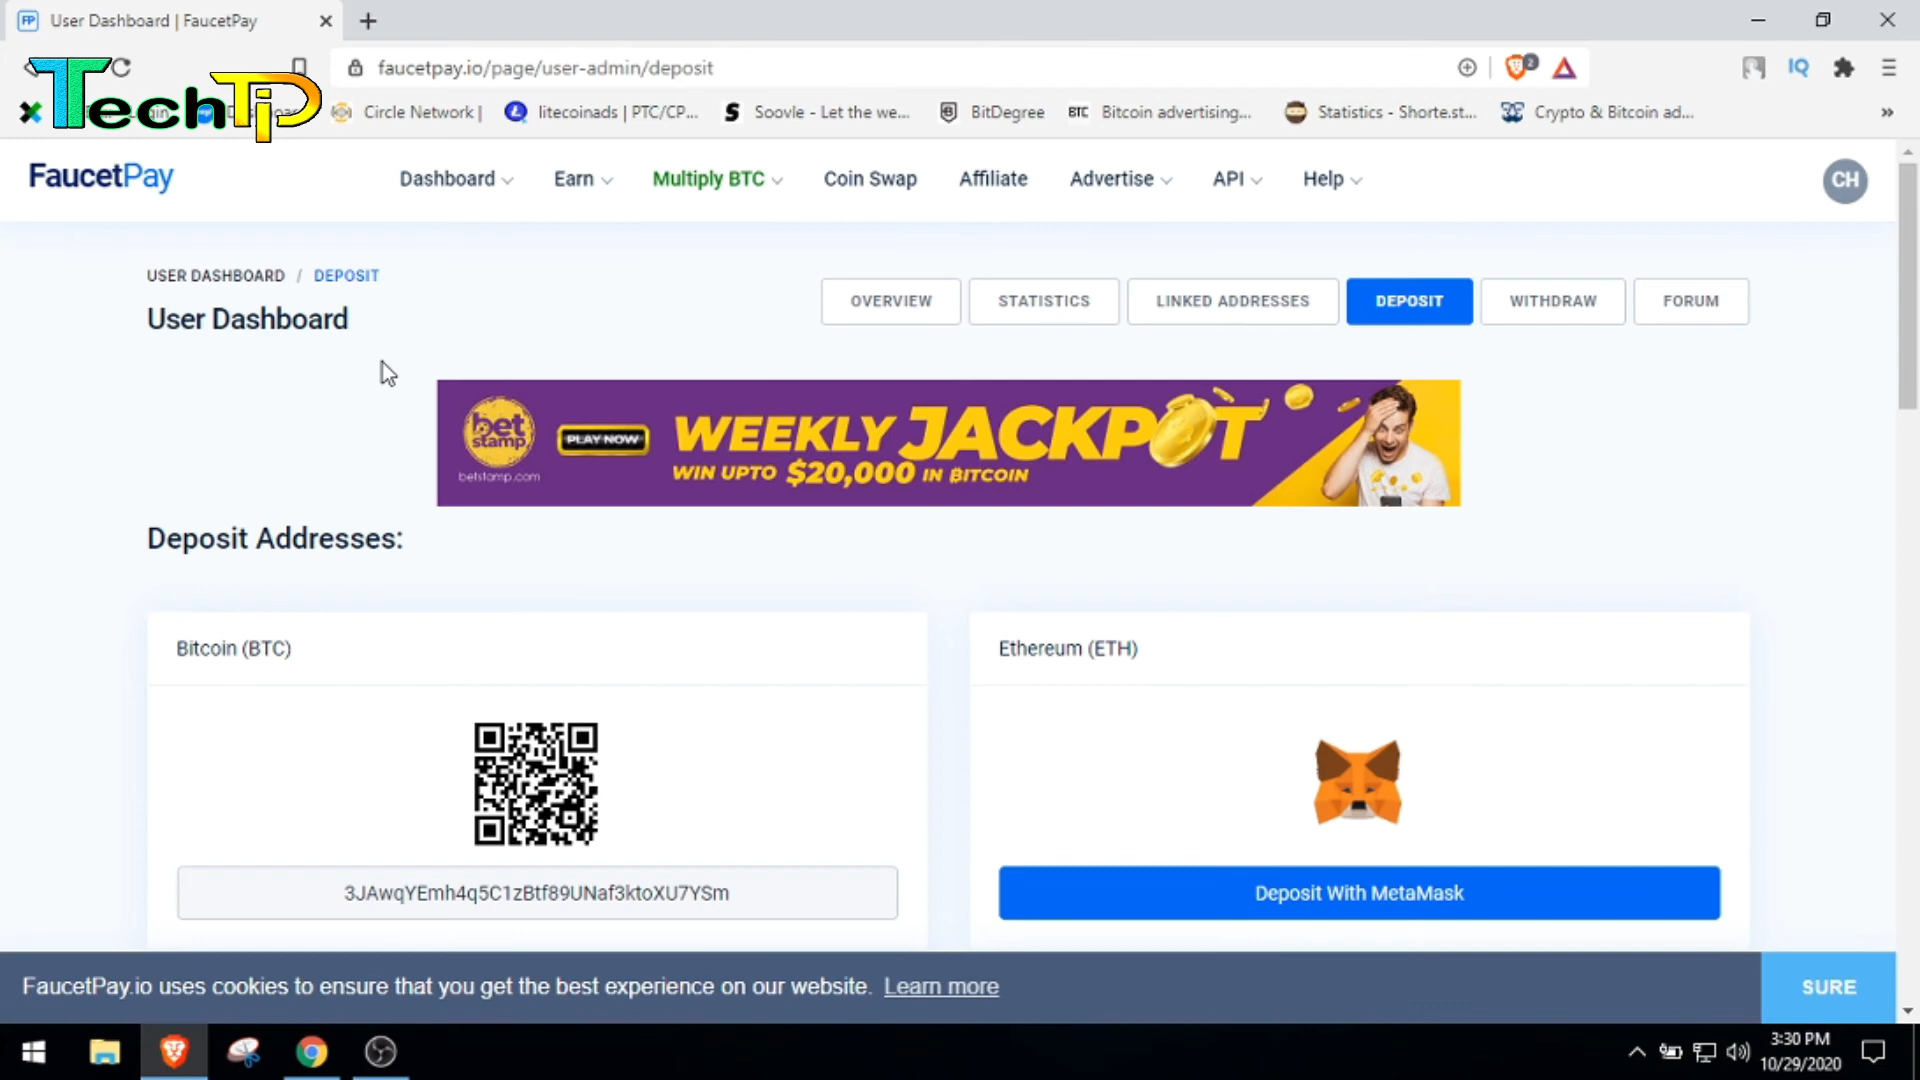 User Dashboard | FaucetPay
faucetpay.io/page/user-admin/deposit
2
IQ
TechTip
Circle Network |
litecoinads | PTC/CP...
Soovle - Let the we...
BitDegree
BTC Bitcoin advertising...
Statistics - Shorte.st...
Crypto & Bitcoin ad...
FaucetPay
Dashboard
Earn
Multiply BTC
Coin Swap
Affiliate
Advertise
API
Help
CH
USER DASHBOARD / DEPOSIT
User Dashboard
OVERVIEW
STATISTICS
LINKED ADDRESSES
DEPOSIT
WITHDRAW
FORUM
bet stamp
betstamp.com
PLAY NOW
WEEKLY JACKPOT
WIN UPTO $20,000 IN BITCOIN
Deposit Addresses:
Bitcoin (BTC)
Ethereum (ETH)
3JAwqYEmh4q5C1zBtf89UNaf3ktoXU7YSm
Deposit With MetaMask
FaucetPay.io uses cookies to ensure that you get the best experience on our website. Learn more
SURE
3:30 PM
10/29/2020